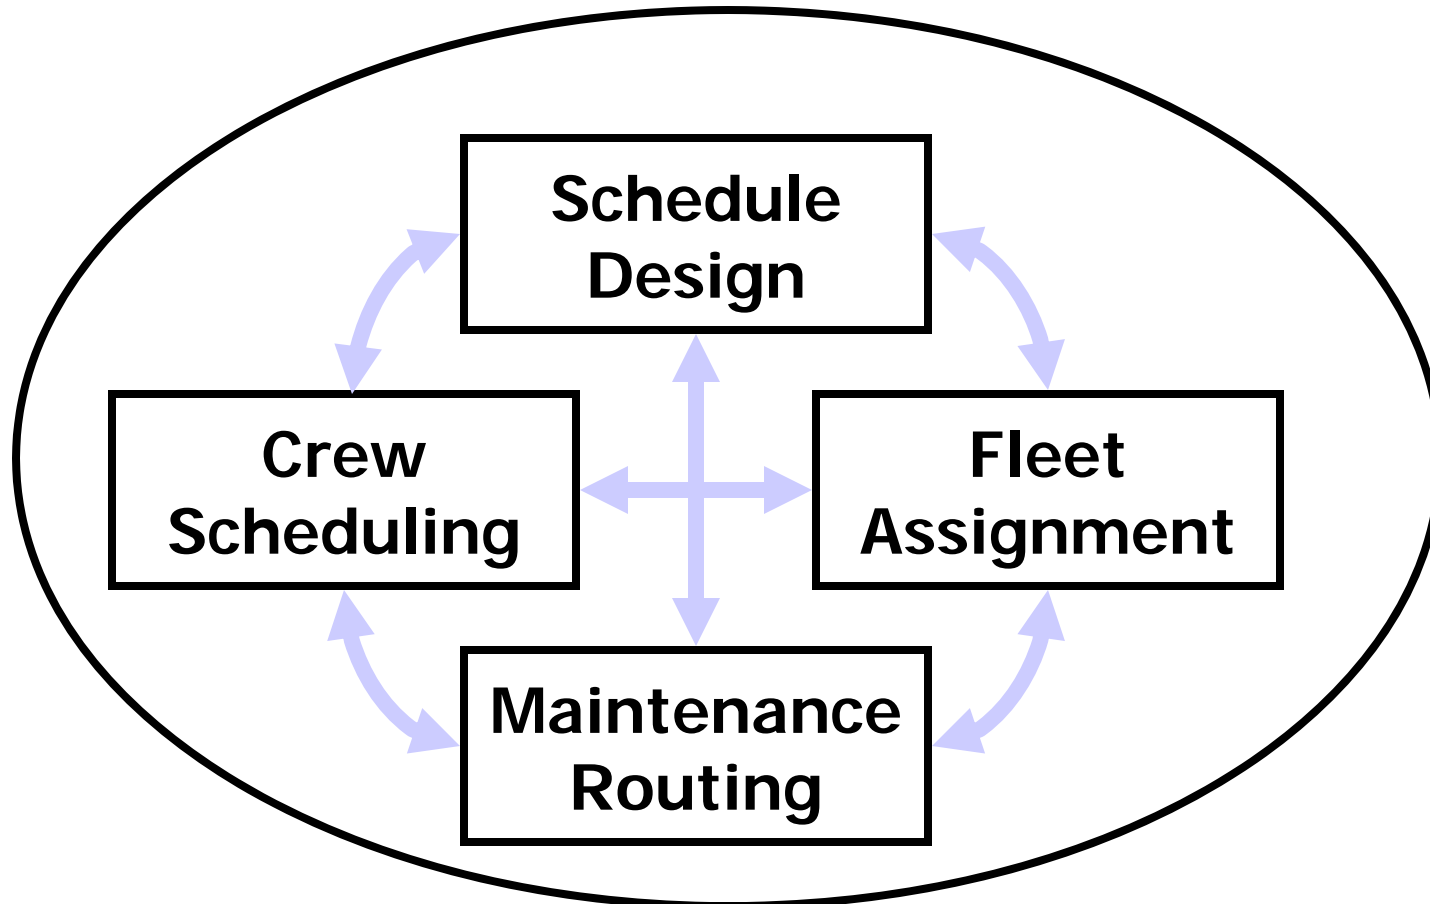 Schedule
Design
Crew
Scheduling
Fleet
Assignment
Maintenance
Routing